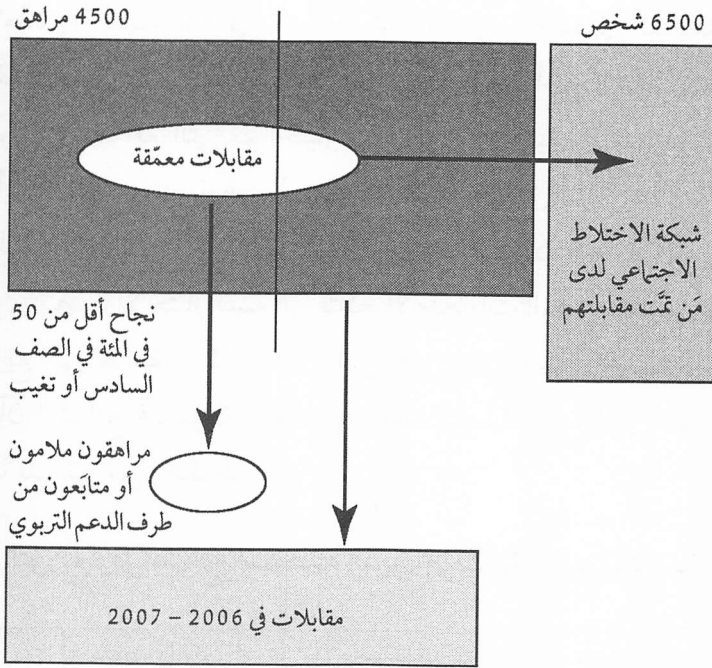 6500 شخص
4500 مراهق
مقابلات معمّقة
شبكة الاختلاط
الاجتماعي لدى
مَن تمَّت مقابلتهم
نجاح أقل من 50
في المئة في الصف
السادس أو تغيب
مراهقون ملامون
أو متابَعون من
طرف الدعم التربوي
مقابلات في 2006 – 2007